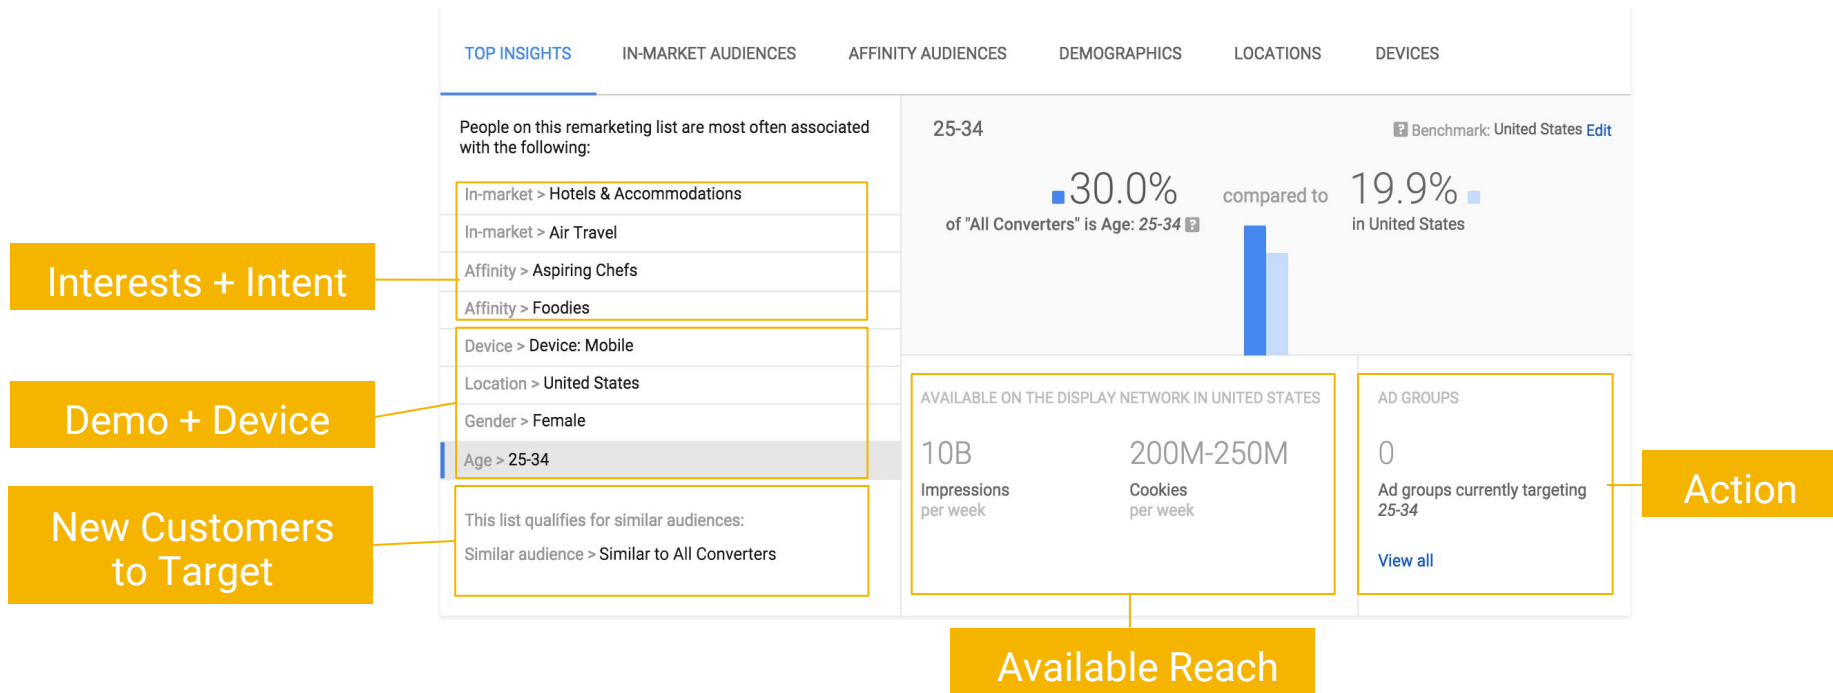 TOP INSIGHTS IN-MARKET AUDIENCES AFFINITY AUDIENCES DEMOGRAPHICS LOCATIONS DEVICES
People on this remarketing list are most often associated
with the following:
In-market > Hotels & Accommodations
In-market > Air Travel
Affinity > Aspiring Chefs
Affinity > Foodies
Device > Device: Mobile
Location > United States
Gender > Female
Age > 25-34
This list qualifies for similar audiences:
Similar audience > Similar to All Converters
25-34
? Benchmark: United States Edit
30.0% compared to 19.9%
of "All Converters" is Age: 25-34 ? in United States
AVAILABLE ON THE DISPLAY NETWORK IN UNITED STATES
10B 200M-250M
Impressions Cookies
per week per week
AD GROUPS
0
Ad groups currently targeting
25-34
View all
Interests + Intent
Demo + Device
New Customers
to Target
Available Reach
Action